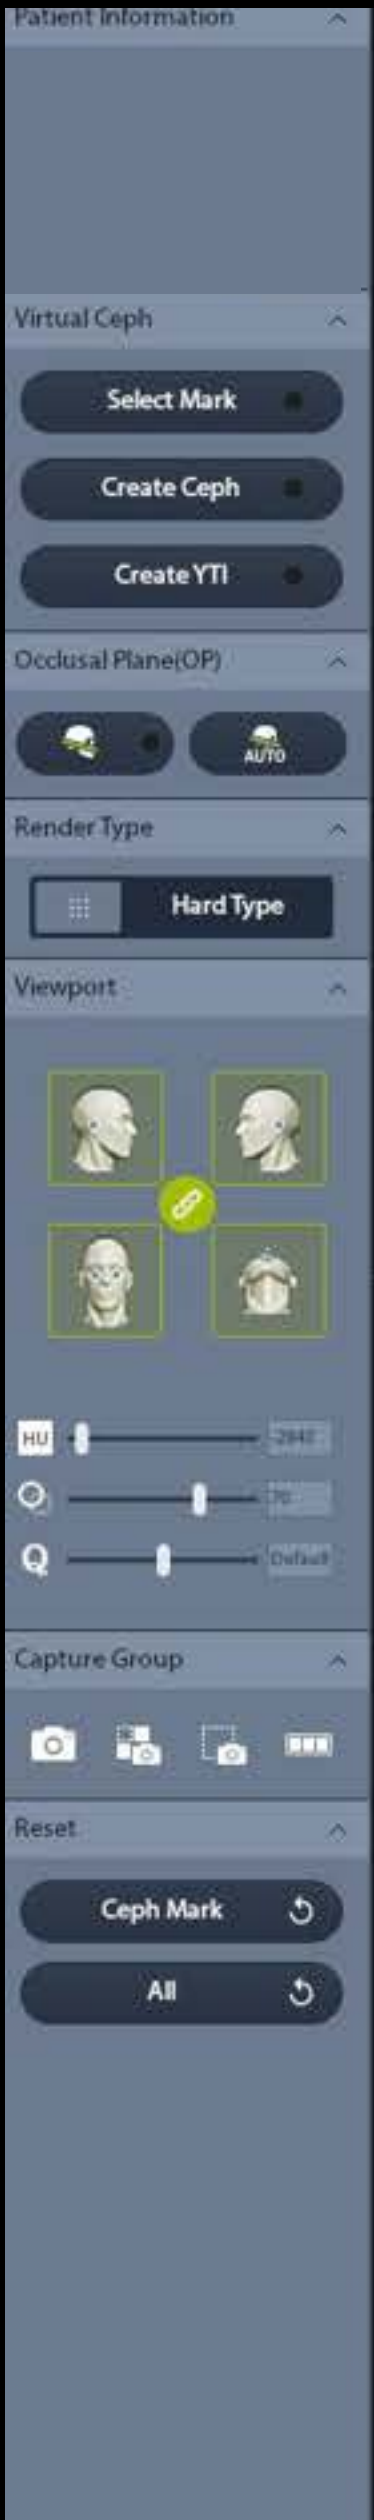 Patient Information
Virtual Ceph
Select Mark
Create Ceph
Create YTI
Occlusal Plane(OP)
AUTO
Render Type
Hard Type
Viewport
HU
70
Default
Capture Group
Reset
Ceph Mark
All